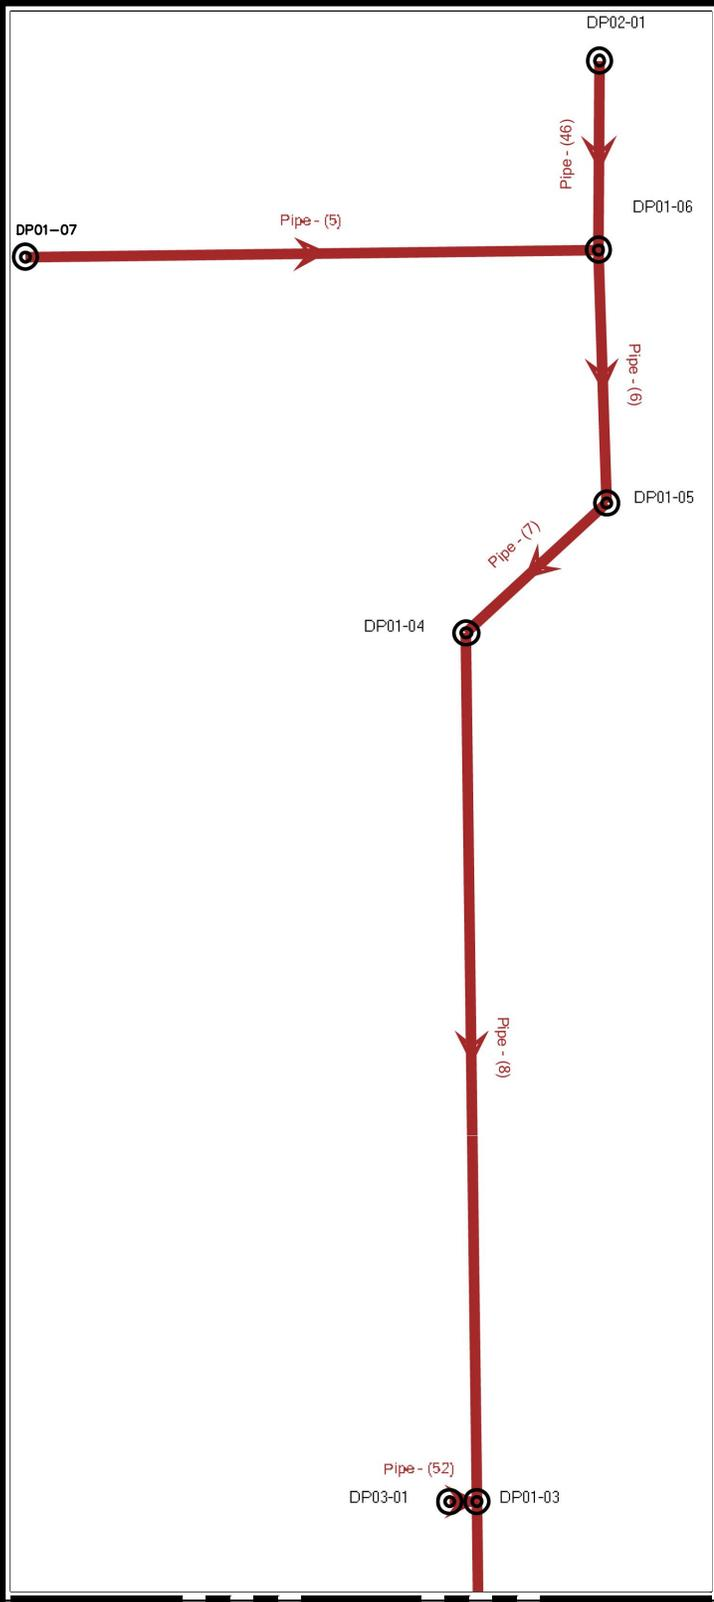 DP02-01
Pipe - (46)
DP01-06
Pipe - (5)
DP01-07
Pipe - (6)
DP01-05
Pipe - (7)
DP01-04
Pipe - (8)
Pipe - (52)
DP03-01
DP01-03